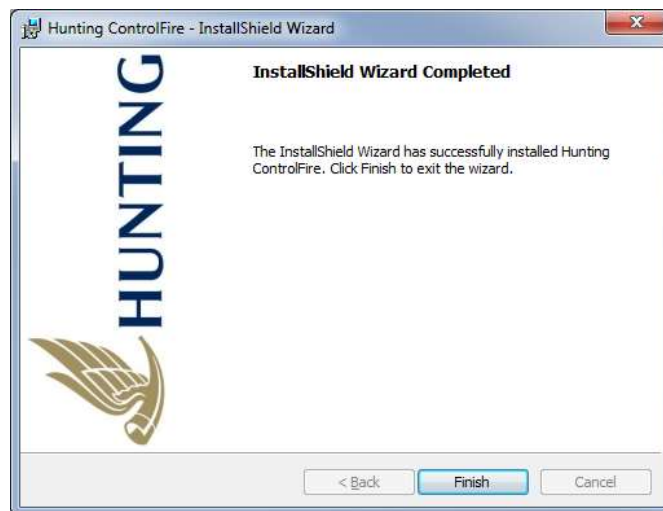 Hunting ControlFire - InstallShield Wizard
HUNTING
InstallShield Wizard Completed
The InstallShield Wizard has successfully installed Hunting
ControlFire. Click Finish to exit the wizard.
< Back
Finish
Cancel